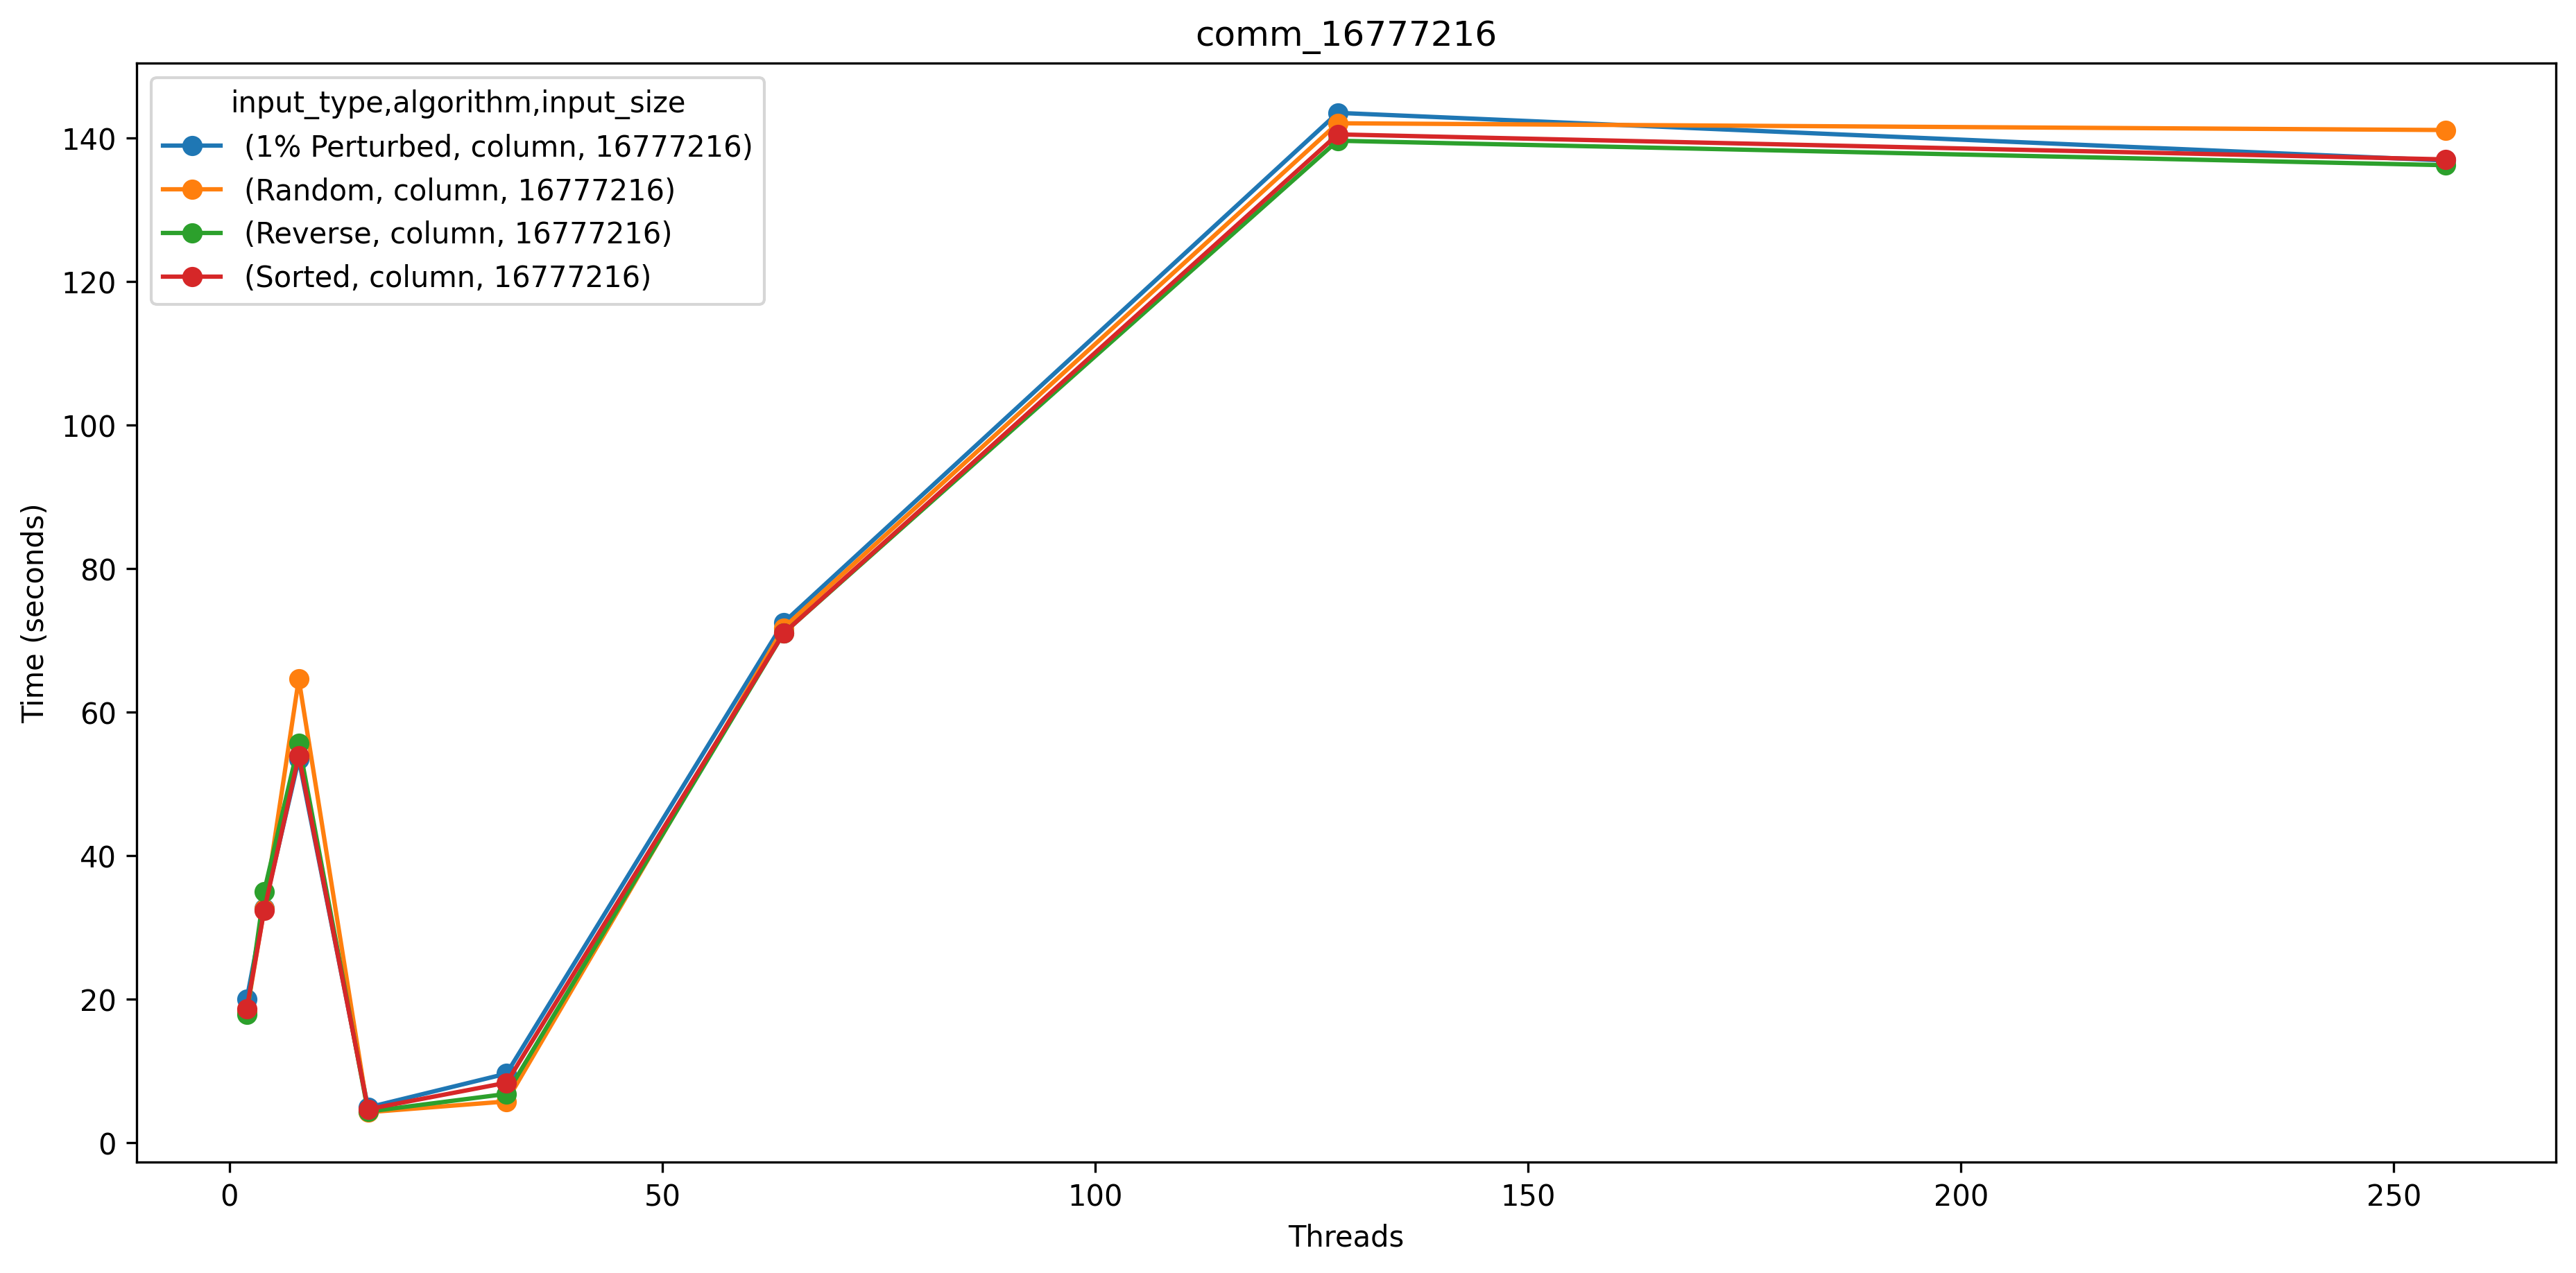 comm_16777216
input_type,algorithm,input_size
(1% Perturbed, column, 16777216)
(Random, column, 16777216)
(Reverse, column, 16777216)
(Sorted, column, 16777216)
140
120
100
80
60
40
20
0
Time (seconds)
0 50 100 150 200 250
Threads